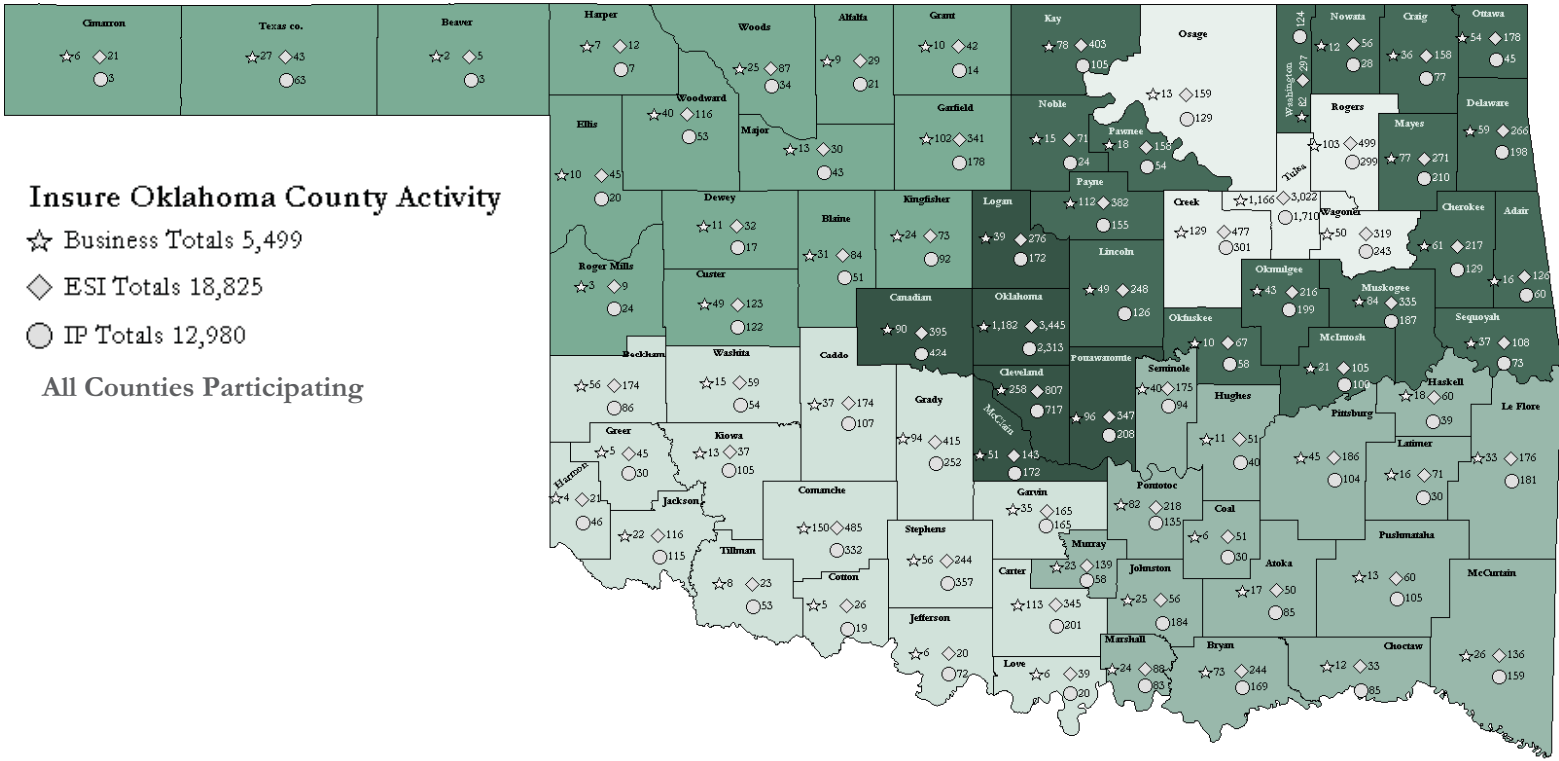 Cimarron
6 21
3
Texas co.
27 43
63
Beaver
2 5
3
Harper
7 12
7
Woods
25 87
34
Alfalfa
9 29
21
Grant
10 42
14
Kay
78 403
105
Osage
13 159
129
Washington 82 297 124
Nowata
12 56
28
Craig
36 158
77
Ottawa
54 178
45
Ellis
10 45
20
Woodward
40 116
53
Major
13 30
43
Garfield
102 341
178
Noble
15 71
24
Pawnee
18 158
54
Rogers
103 499
299
Mayes
77 271
210
Delaware
59 266
198
Insure Oklahoma County Activity
Business Totals 5,499
ESI Totals 18,825
IP Totals 12,980
All Counties Participating
Roger Mills
3 9
24
Dewey
11 32
17
Custer
49 123
122
Blaine
31 84
51
Kingfisher
24 73
92
Logan
39 276
172
Payne
112 382
155
Lincoln
49 248
126
Creek
129 477
301
Tulsa
1,166 3,022
1,710
Wagoner
50 319
243
Cherokee
61 217
129
Adair
16 126
60
Canadian
90 395
424
Oklahoma
1,182 3,445
2,313
Okfuskee
10 67
58
Okmulgee
43 216
199
Muskogee
84 335
187
McIntosh
21 105
100
Sequoyah
37 108
73
Beckham
56 174
86
Washita
15 59
54
Caddo
37 174
107
Grady
94 415
252
Cleveland
258 807
717
McClain
51 143
172
Pottawatomie
96 347
208
Seminole
40 175
94
Hughes
11 51
40
Pittsburg
45 186
104
Haskell
18 60
39
Latimer
16 71
30
Le Flore
33 176
181
Harmon
4 21
46
Greer
5 45
30
Kiowa
13 37
105
Jackson
22 116
115
Tillman
8 23
53
Comanche
150 485
332
Cotton
5 26
19
Stephens
56 244
357
Jefferson
6 20
72
Garvin
35 165
165
Murray
23 139
58
Carter
113 345
201
Love
6 39
20
Pontotoc
82 218
135
Coal
6 51
30
Johnston
25 56
184
Marshall
24 88
83
Atoka
17 50
85
Bryan
73 244
169
Pushmataha
13 60
105
Choctaw
12 33
85
McCurtain
26 136
159